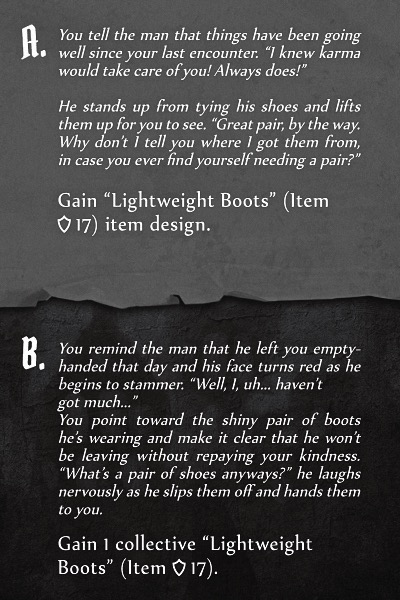 A.
You tell the man that things have been going
well since your last encounter. “I knew karma
would take care of you! Always does!”
He stands up from tying his shoes and lifts
them up for you to see. “Great pair, by the way.
Why don’t I tell you where I got them from,
in case you ever find yourself needing a pair?”
Gain “Lightweight Boots” (Item
17) item design.
B.
You remind the man that he left you empty-
handed that day and his face turns red as he
begins to stammer. “Well, I, uh... haven’t
got much...”
You point toward the shiny pair of boots
he’s wearing and make it clear that he won’t
be leaving without repaying your kindness.
“What’s a pair of shoes anyways?” he laughs
nervously as he slips them off and hands them
to you.
Gain 1 collective “Lightweight
Boots” (Item 17).